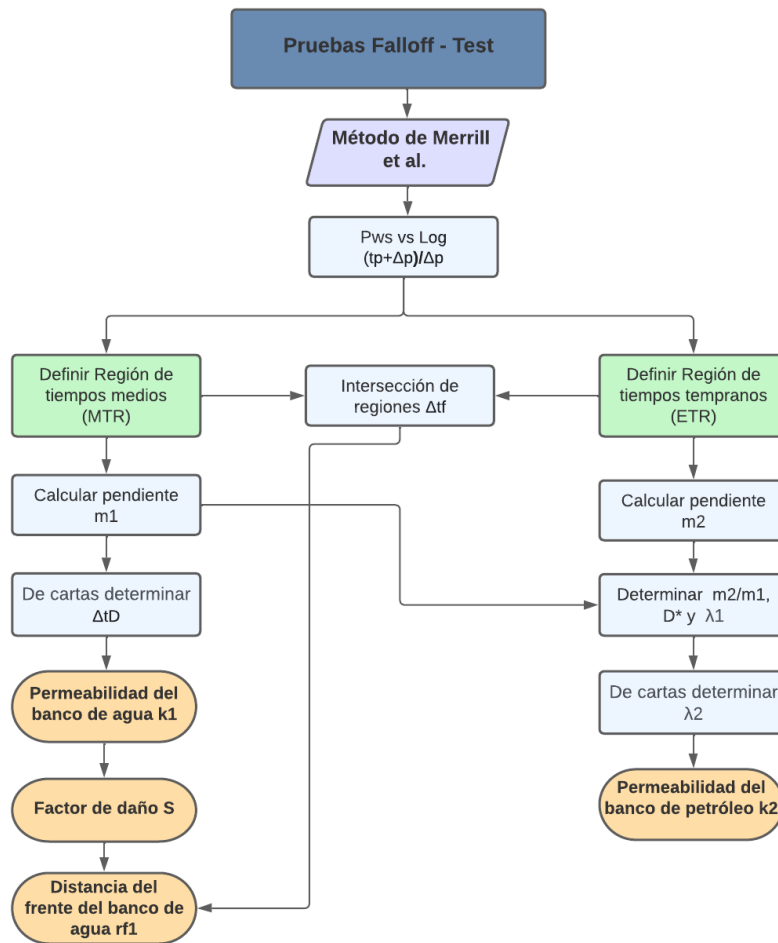 Pruebas Falloff - Test
Método de Merrill
et al.
Pws vs Log
(tp+Δp)/Δp
Definir Región de
tiempos medios
(MTR)
Intersección de
regiones Δtf
Definir Región de
tiempos tempranos
(ETR)
Calcular pendiente
m1
Calcular pendiente
m2
De cartas determinar
ΔtD
Determinar m2/m1,
D* y λ1
Permeabilidad del
banco de agua k1
De cartas determinar
λ2
Factor de daño S
Permeabilidad del
banco de petróleo k2
Distancia del
frente del banco de
agua rf1